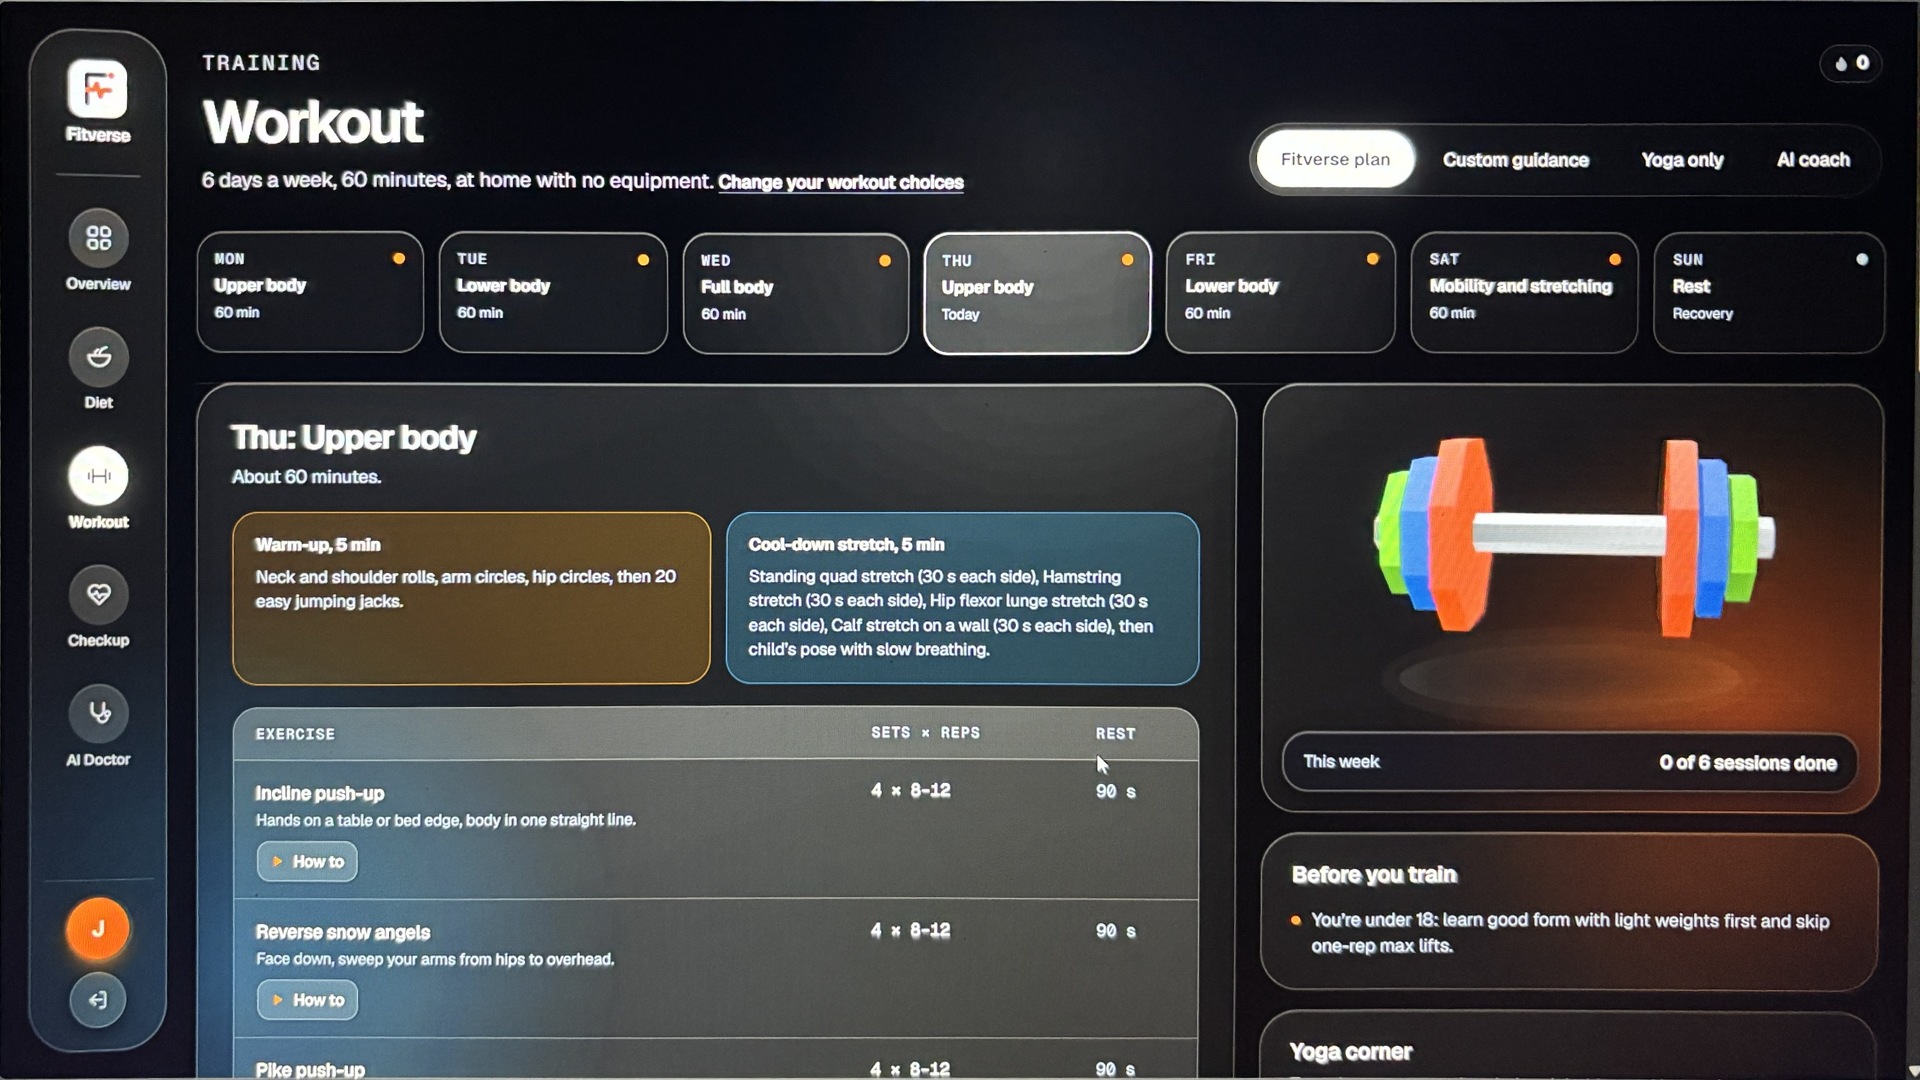 Fitverse
Overview
Diet
Workout
Checkup
AI Doctor
J
TRAINING
0
Workout
6 days a week, 60 minutes, at home with no equipment. Change your workout choices
Fitverse plan
Custom guidance
Yoga only
AI coach
MON
Upper body
60 min
TUE
Lower body
60 min
WED
Full body
60 min
THU
Upper body
Today
FRI
Lower body
60 min
SAT
Mobility and stretching
60 min
SUN
Rest
Recovery
Thu: Upper body
About 60 minutes.
Warm-up, 5 min
Neck and shoulder rolls, arm circles, hip circles, then 20
easy jumping jacks.
Cool-down stretch, 5 min
Standing quad stretch (30 s each side), Hamstring
stretch (30 s each side), Hip flexor lunge stretch (30 s
each side), Calf stretch on a wall (30 s each side), then
child's pose with slow breathing.
EXERCISE SETS × REPS REST
Incline push-up 4 × 8-12 90 s
Hands on a table or bed edge, body in one straight line.
How to
Reverse snow angels 4 × 8-12 90 s
Face down, sweep your arms from hips to overhead.
How to
Pike push-up 4 × 8-12 90 s
This week 0 of 6 sessions done
Before you train
You're under 18: learn good form with light weights first and skip
one-rep max lifts.
Yoga corner